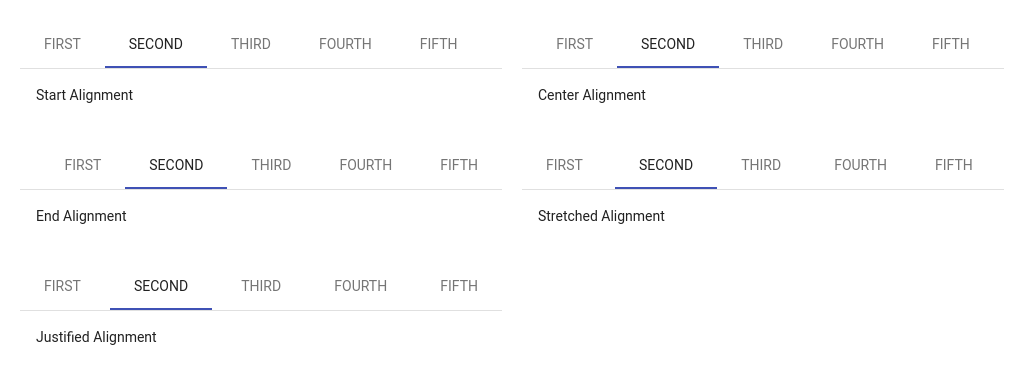 FIRST SECOND THIRD FOURTH FIFTH
Start Alignment
FIRST SECOND THIRD FOURTH FIFTH
Center Alignment
FIRST SECOND THIRD FOURTH FIFTH
End Alignment
FIRST SECOND THIRD FOURTH FIFTH
Stretched Alignment
FIRST SECOND THIRD FOURTH FIFTH
Justified Alignment